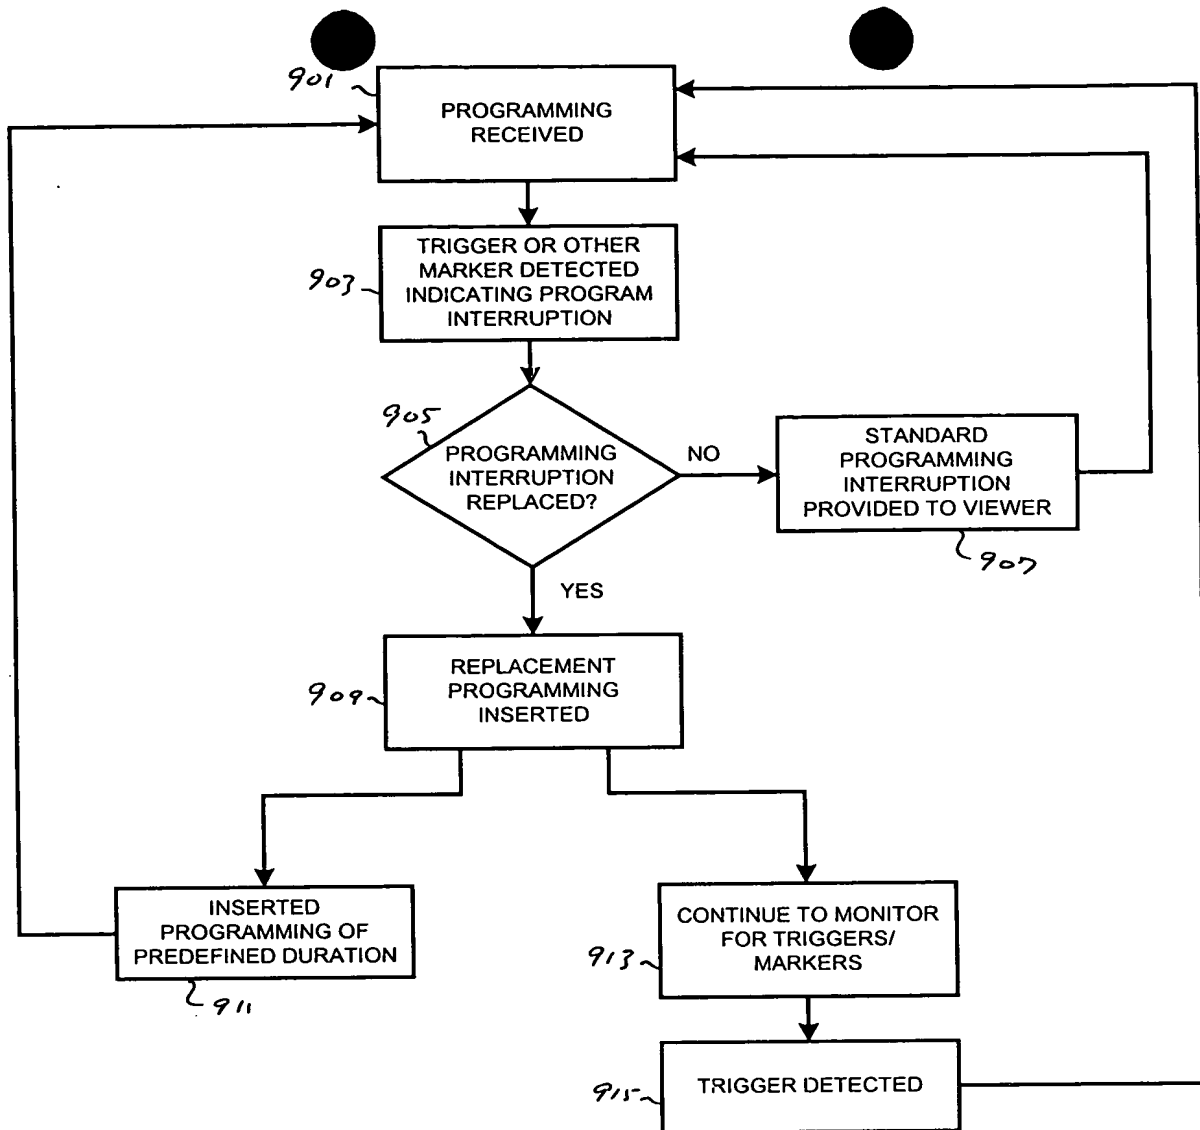 901
PROGRAMMING
RECEIVED
903
TRIGGER OR OTHER
MARKER DETECTED
INDICATING PROGRAM
INTERRUPTION
905
PROGRAMMING
INTERRUPTION
REPLACED?
NO
STANDARD
PROGRAMMING
INTERRUPTION
PROVIDED TO VIEWER
907
YES
909
REPLACEMENT
PROGRAMMING
INSERTED
INSERTED
PROGRAMMING OF
PREDEFINED DURATION
911
913
CONTINUE TO MONITOR
FOR TRIGGERS/
MARKERS
915
TRIGGER DETECTED